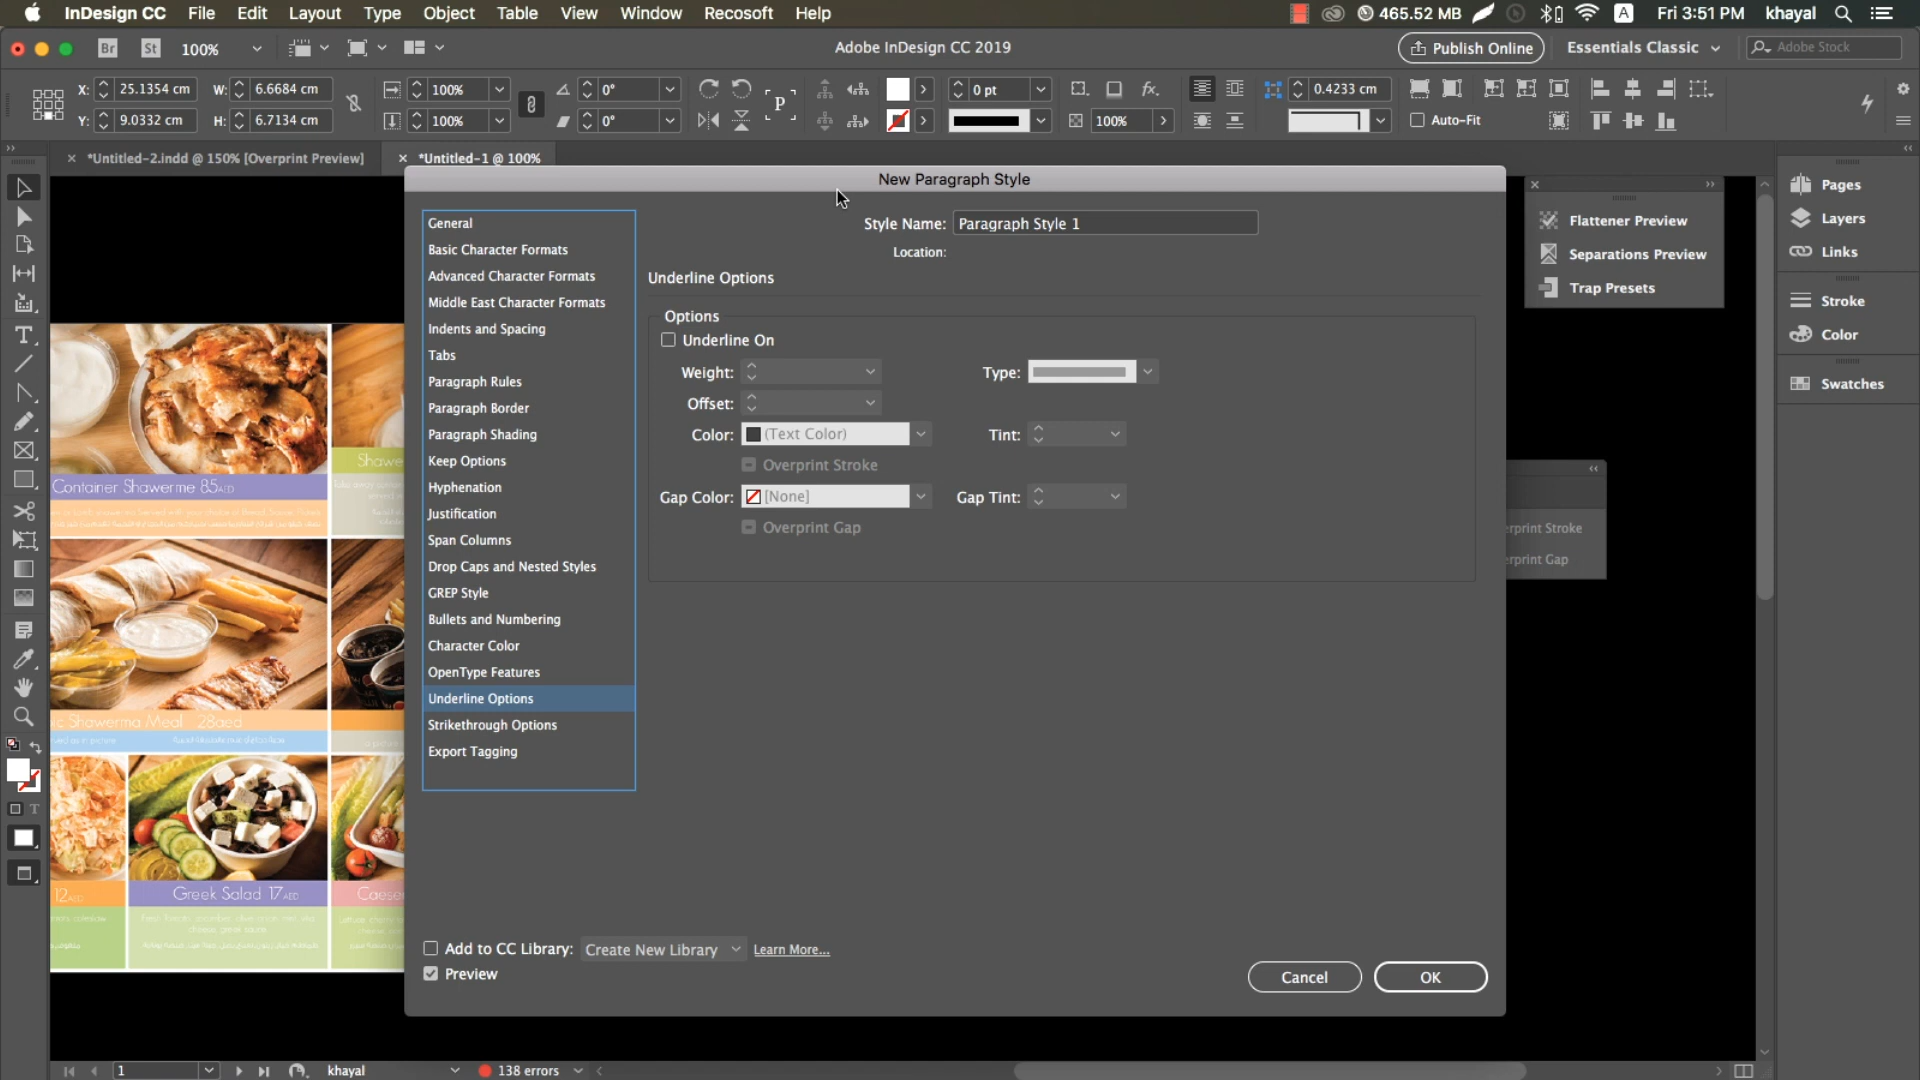 InDesign CC File Edit Layout Type Object Table View Window Recosoft Help 465.52 MB A Fri 3:51 PM khayal
Br St 100% Adobe InDesign CC 2019 Publish Online Essentials Classic Adobe Stock
X: 25.1354 cm W: 6.6684 cm 100% 0° P 0 pt fx. 0.4233 cm
Y: 9.0332 cm H: 6.7134 cm 100% 0° 100% Auto-Fit
*Untitled-2.indd @ 150% [Overprint Preview] *Untitled-1 @ 100%
New Paragraph Style
General
Basic Character Formats
Advanced Character Formats
Middle East Character Formats
Indents and Spacing
Tabs
Paragraph Rules
Paragraph Border
Paragraph Shading
Keep Options
Hyphenation
Justification
Span Columns
Drop Caps and Nested Styles
GREP Style
Bullets and Numbering
Character Color
OpenType Features
Underline Options
Strikethrough Options
Export Tagging
Style Name: Paragraph Style 1
Location:
Underline Options
Options
Underline On
Weight: Type:
Offset:
Color: (Text Color) Tint:
Overprint Stroke
Gap Color: [None] Gap Tint:
Overprint Gap
Add to CC Library: Create New Library Learn More...
Preview
Cancel OK
Flattener Preview
Separations Preview
Trap Presets
erprint Stroke
erprint Gap
Pages
Layers
Links
Stroke
Color
Swatches
Container Shawerme 85AED
Shawe
ic Shawerma Meal 28aed
12AED
Greek Salad 17AED
Caese
1 khayal 138 errors